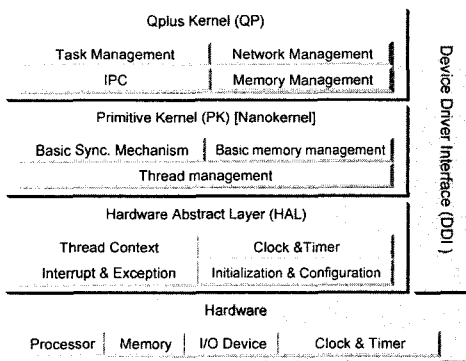 Qplus Kernel (QP)
Task Management
Network Management
IPC
Memory Management
Primitive Kernel (PK) [Nanokernel]
Basic Sync. Mechanism
Basic memory management
Thread management
Hardware Abstract Layer (HAL)
Thread Context
Clock &Timer
Interrupt & Exception
Initialization & Configuration
Hardware
Processor
Memory
I/O Device
Clock & Timer
Device Driver Interface (DDI )